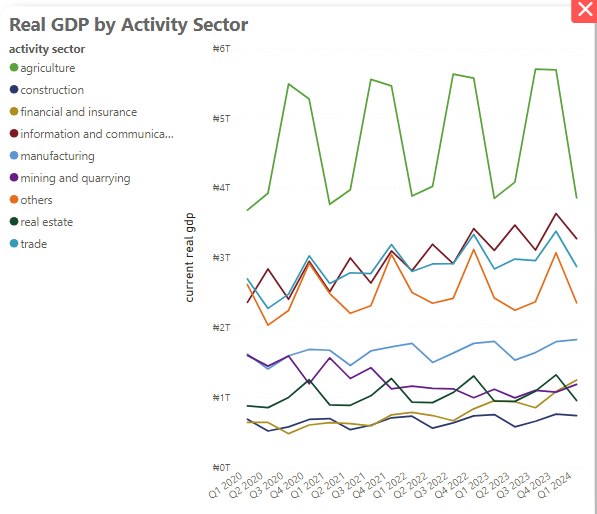 Real GDP by Activity Sector
activity sector
agriculture
construction
financial and insurance
information and communica...
manufacturing
mining and quarrying
others
real estate
trade
current real gdp
₦6T
₦5T
₦4T
₦3T
₦2T
₦1T
₦0T
Q1 2020
Q2 2020
Q3 2020
Q4 2020
Q1 2021
Q2 2021
Q3 2021
Q4 2021
Q1 2022
Q2 2022
Q3 2022
Q4 2022
Q1 2023
Q2 2023
Q3 2023
Q4 2023
Q1 2024